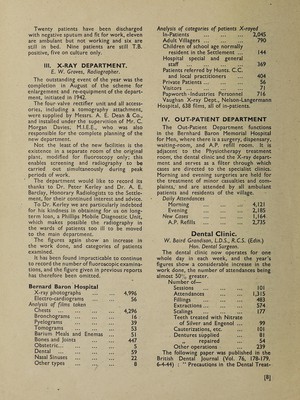 Twenty patients have been discharged
with negative sputum and fit for work, eleven
are ambulant but not working and six are
still in bed. Nine patients are still T.B.
positive, five on culture only.
III. X-RAY DEPARTMENT.
E. W. Graves, Radiographer.
The outstanding event of the year was the
completion in August of the scheme for
enlargement and re-equipment of the depart-
ment, initiated in 1942.
The four valve rectifier unit and all access-
ories, including a tomography attachment,
were supplied by Messrs. A. E. Dean & Co.,
and installed under the supervision of Mr. C.
Morgan Davies, M.I.E.E., who was also
responsible for the complete planning of the
new department.
Not the least of the new facilities is the
existence in a separate room of the original
plant, modified for fluoroscopy only; this
enables screening and radiography to be
carried out simultaneously during peak
periods of work.
The department would like to record its
thanks to Dr. Peter Kerley and Dr. A. E.
Barclay, Honorary Radiologists to the Settle-
ment, for their continued interest and advice.
To Dr. Kerley we are particularly indebted
for his kindness in obtaining for us on long-
term loan, a Phillips Mobile Diagnostic Unit,
which makes possible the radiography in
the wards of patients too ill to be moved
to the main department.
The figures again show an increase in
the work done, and categories of patients
examined.
It has been found impracticable to continue
to record the number of fluoroscopic examina-
tions, and the figure given in previous reports
has therefore been omitted.
Bernard Baron Hospital
X-ray photographs ... ... 4,996
Electro-cardiograms ... ... 56
Analysis of films taken
Chests ... ... ... ... 4,296
Bronchograms ... ... ... 16
Pyelograms ... ... ... 39
Tomograms ... ... ... 53
Barium Meals and Enemas ... 51
Bones and Joints ... ... 447
Obstetric... ... ... ... 5
Dental ... ... ... ... 59
Nasal Sinuses ... ... ... 22
Other types ... ... ... 8
Analysis of categories of patients X-rayed
In-patients ... ... ... 2,045
Adult Villagers ... ... ... 790
Children of school age normally
resident in the Settlement ... 144
Hospital special and general
staff ... ... ... ... 369
Patients referred by Hunts. C.C.
and local practitioners ... 404
Private Patients ... ... ... 56
Visitors ... ... ... ... 71
Papworth-Industries Personnel 716
Vaughan X-ray Dept., Nelson-Langermann
Hospital, 638 films, all of in-patients.
IV. OUT-PATIENT DEPARTMENT
The Out-Patient Department functions
in the Bernhard Baron Memorial Hospital
for Men, where there is a surgery, with patients'
waiting-room, and A.P. refill room. It is
adjacent to the Physiotherapy treatment
room, the dental clinic and the X-ray depart-
ment and serves as a filter through which
cases are directed to the specialist clinics.
Morning and evening surgeries are held for
the treatment of minor casualties and com-
plaints, and are attended by all ambulant
patients and residents of the village.
Daily Attendances
Morning ... ... ... ... 4,121
Evening ... ... ... ... 2,185
New Cases ... ... ... ... 1,164
A.P. Refills ... ... ... ... 2,735
Dental Clinic.
W. Baird Grandison, L.D.S., R.C.S. (Edin.)
Hon. Dental Surgeon.
The dental clinic now operates for one
whole day in each week, and the year's
figures show a considerable increase in the
work done, the number of attendances being
almost 50% greater.
Number of—
Sessions ... ... ... 101
Attendances ... ... ... 1,315
Fillings ... ... ... 483
Extractions ... ... ... 574
Scalings ... ... ... 177
Teeth treated with Nitrate
of Silver and Engenol ... 99
Cauterizations, etc. ... 101
Dentures supplied ... 81
„ repaired ... 54
Other operations ... ... 239
The following paper was published in the
British Dental Journal (Vol. 76, 178-179,
6-4-44) : " Precautions in the Dental Treat-
[8]